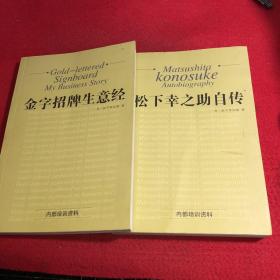 Gold-lettered
Signboard
My Business Story
金字招牌生意经
内部培训资料
Matsushita
konosuke
Autobiography
松下幸之助自传
内部培训资料